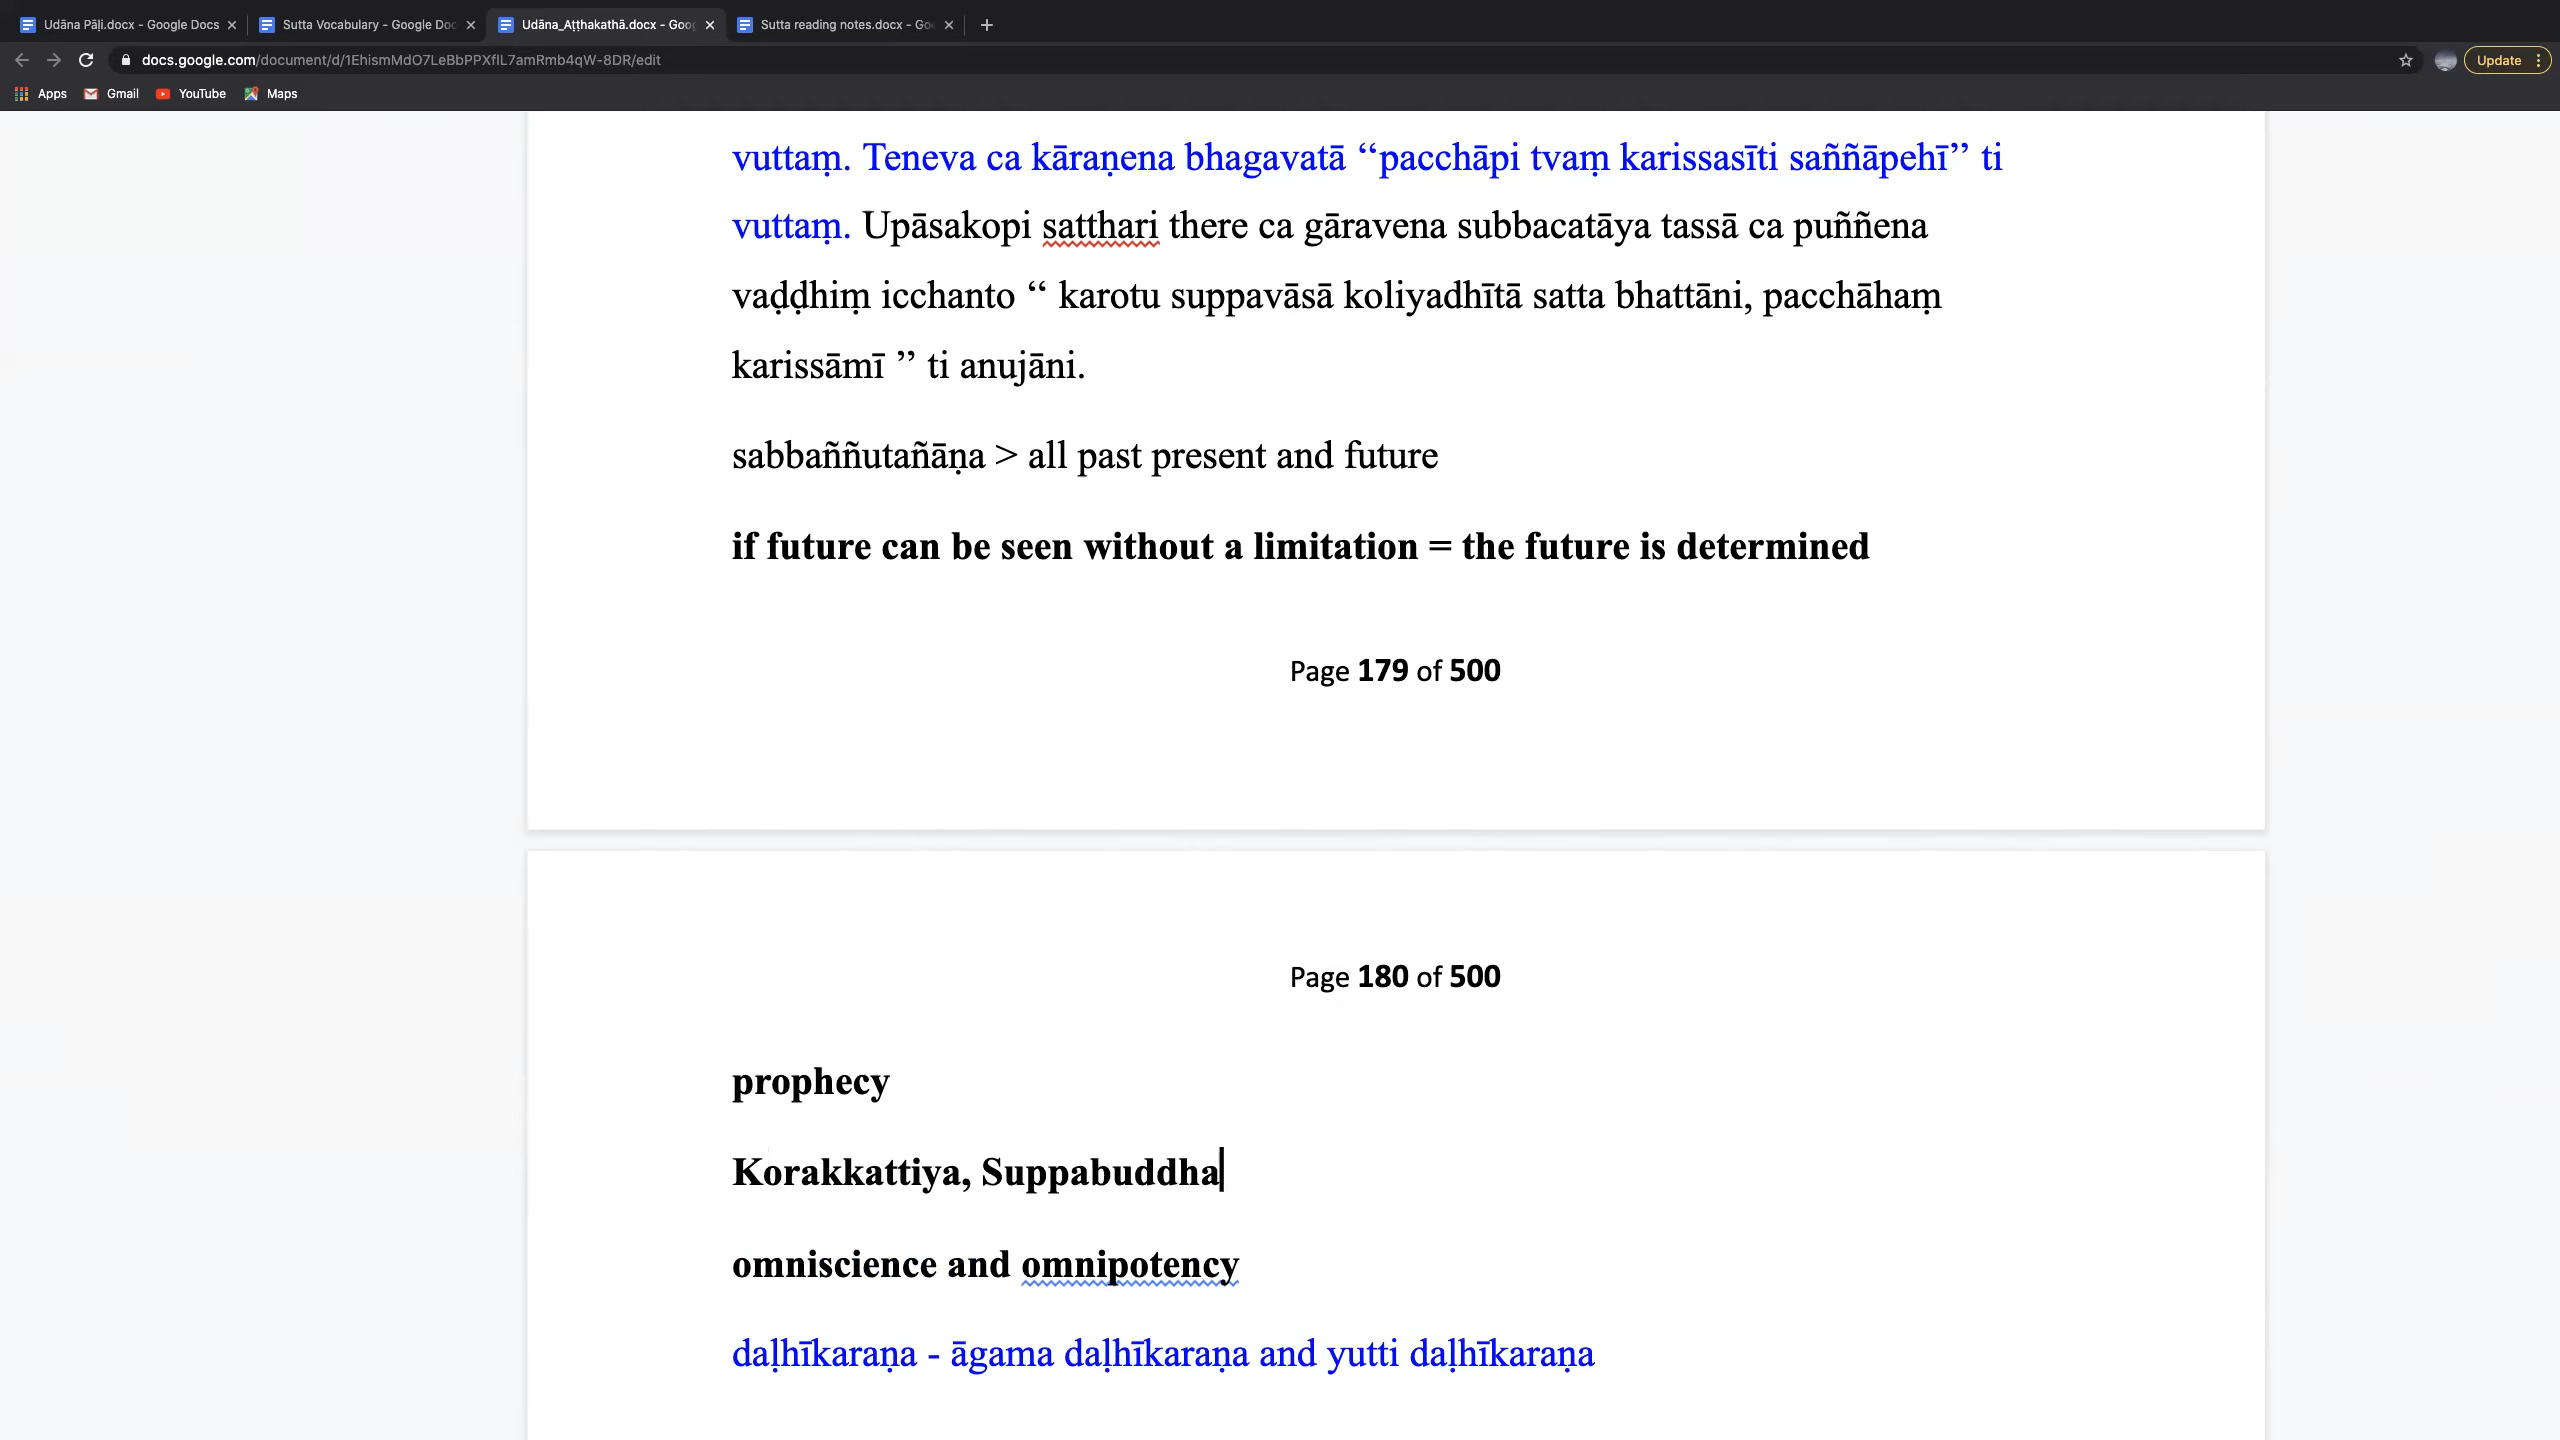 Udāna Pāḷi.docx - Google Docs
Sutta Vocabulary - Google Doc
Udāna_Aṭṭhakathā.docx - Goo
Sutta reading notes.docx - Go
docs.google.com/document/d/1EhismMdO7LeBbPPXfIL7amRmb4qW-8DR/edit
Update
Apps Gmail YouTube Maps
vuttaṃ. Teneva ca kāraṇena bhagavatā ‘‘pacchāpi tvaṃ karissasīti saññāpehī’’ ti
vuttaṃ. Upāsakopi satthari there ca gāravena subbacatāya tassā ca puññena
vaḍḍhiṃ icchanto ‘‘ karotu suppavāsā koliyadhītā satta bhattāni, pacchāhaṃ
karissāmī ’’ ti anujāni.
sabbaññutañāṇa > all past present and future
if future can be seen without a limitation = the future is determined
Page 179 of 500
Page 180 of 500
prophecy
Korakkattiya, Suppabuddha
omniscience and omnipotency
daḷhīkaraṇa - āgama daḷhīkaraṇa and yutti daḷhīkaraṇa